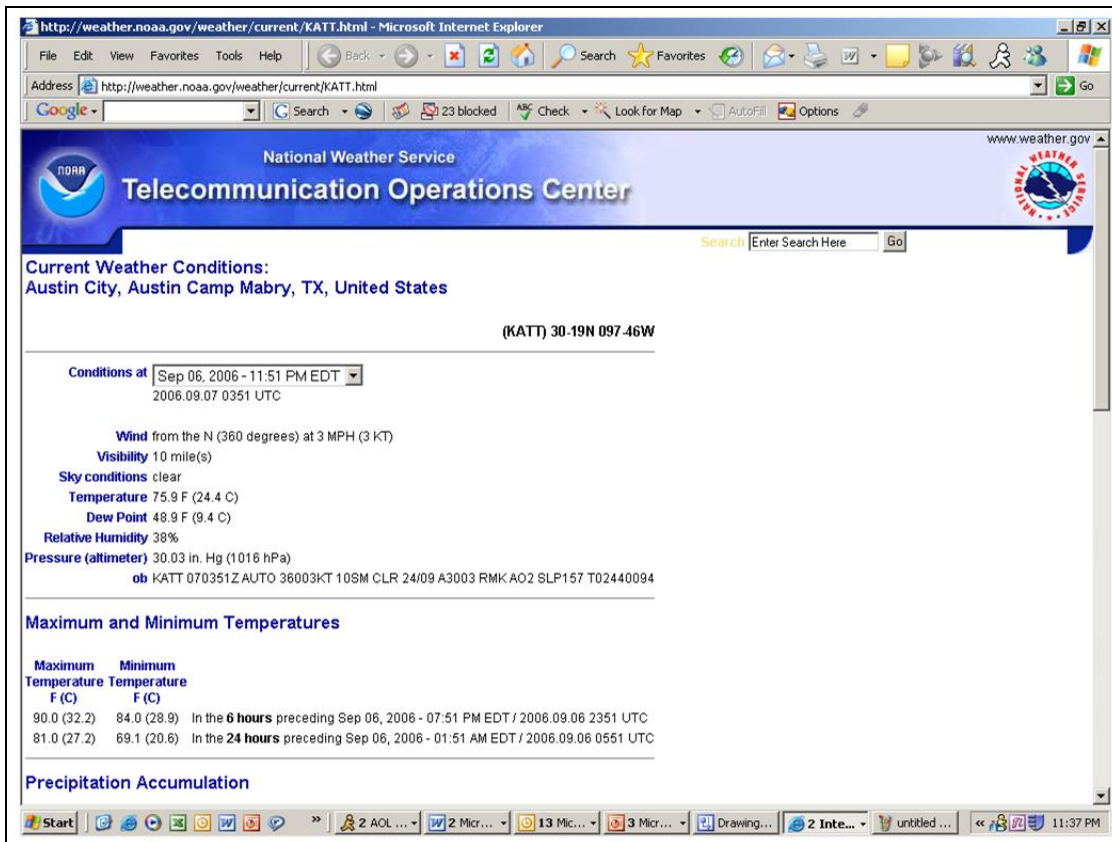 http://weather.noaa.gov/weather/current/KATT.html - Microsoft Internet Explorer
File Edit View Favorites Tools Help Back Search Favorites
Address http://weather.noaa.gov/weather/current/KATT.html Go
Google Search 23 blocked Check Look for Map AutoFill Options
www.weather.gov
NOAA
National Weather Service
Telecommunication Operations Center
NATIONAL WEATHER SERVICE
Search Enter Search Here Go
Current Weather Conditions:
Austin City, Austin Camp Mabry, TX, United States
(KATT) 30-19N 097-46W
Conditions at Sep 06, 2006 - 11:51 PM EDT
2006.09.07 0351 UTC
Wind from the N (360 degrees) at 3 MPH (3 KT)
Visibility 10 mile(s)
Sky conditions clear
Temperature 75.9 F (24.4 C)
Dew Point 48.9 F (9.4 C)
Relative Humidity 38%
Pressure (altimeter) 30.03 in. Hg (1016 hPa)
ob KATT 070351Z AUTO 36003KT 10SM CLR 24/09 A3003 RMK AO2 SLP157 T02440094
Maximum and Minimum Temperatures
Maximum Minimum
Temperature Temperature
F (C) F (C)
90.0 (32.2) 84.0 (28.9) In the 6 hours preceding Sep 06, 2006 - 07:51 PM EDT / 2006.09.06 2351 UTC
81.0 (27.2) 69.1 (20.6) In the 24 hours preceding Sep 06, 2006 - 01:51 AM EDT / 2006.09.06 0551 UTC
Precipitation Accumulation
Start 2 AOL ... 2 Micr... 13 Mic... 3 Micr... Drawing... 2 Inte... untitled ... 11:37 PM